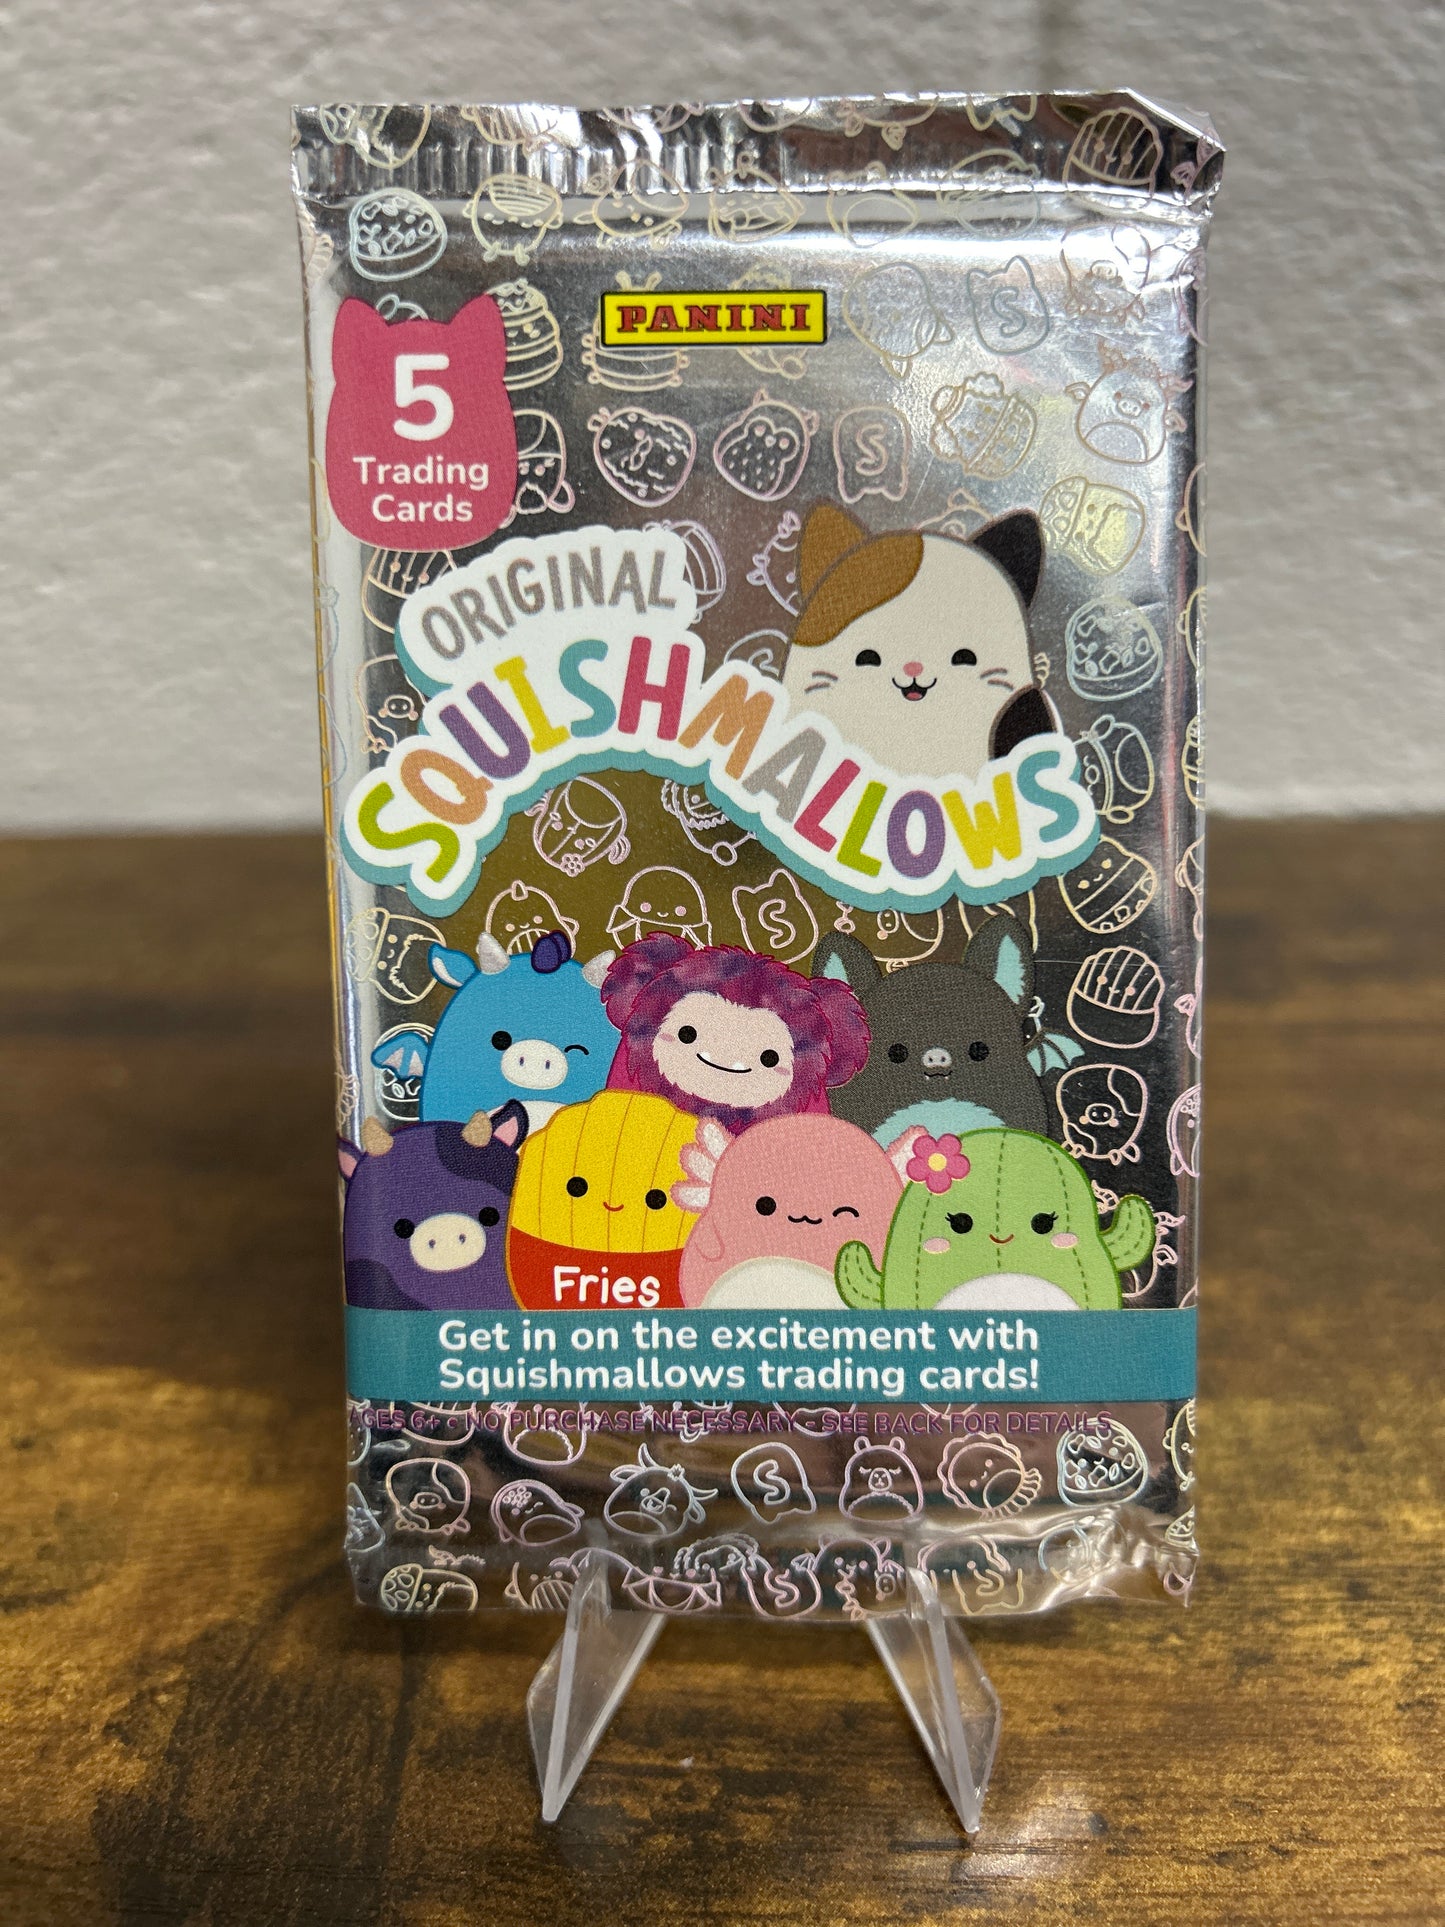 PANINI
5
Trading
Cards
ORIGINAL
SQUISHMALLOWS
Fries
Get in on the excitement with
Squishmallows trading cards!
AGES 6+ • NO PURCHASE NECESSARY - SEE BACK FOR DETAILS
S
S
S
S
S
S